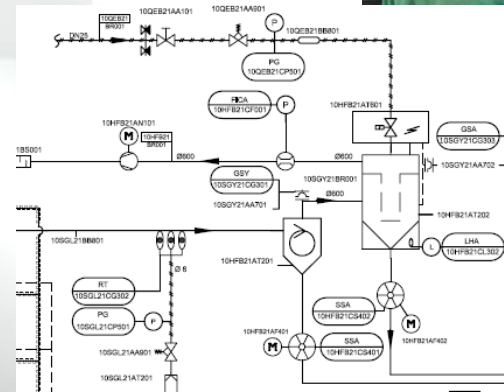 10QEB21AA101
10QEB21AA901
10QEB21
BR001
P
10QEB21BB801
DN25
PG
10QEB21CP501
FICA
10HFB21CF001
P
10HFB21AT801
10HFB21AN101
M
10HFB21
BR001
GSA
10SGY21CG303
1BS001
Ø600
Ø600
10SGY21AA702
GSY
10SGY21CG301
10SGY21BR001
Ø600
10SGY21AA701
10HFB21AT202
10SGL21BB801
L
LHA
10HFB21CL302
Ø 6
10HFB21AT201
RT
10SGL21CG302
SSA
10HFB21CS402
PG
10SGL21CP501
P
M
10HFB21AF401
10HFB21AF402
10SGL21AA901
M
SSA
10HFB21CS401
10SGL21AT201